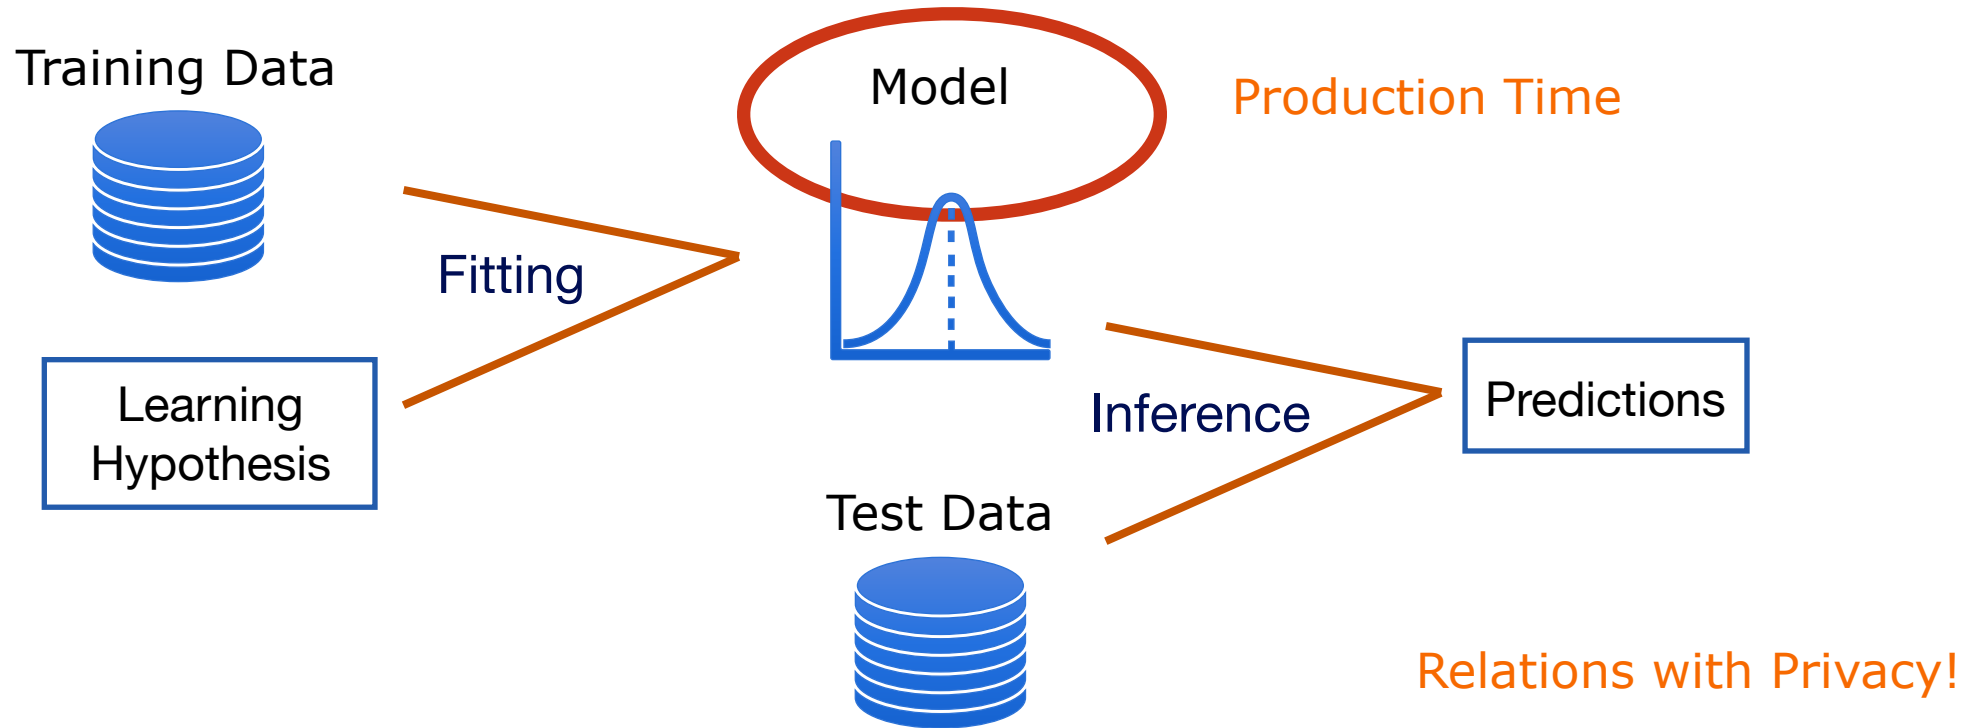 Training Data
Model
Production Time
Fitting
Learning
Hypothesis
Inference
Predictions
Test Data
Relations with Privacy!